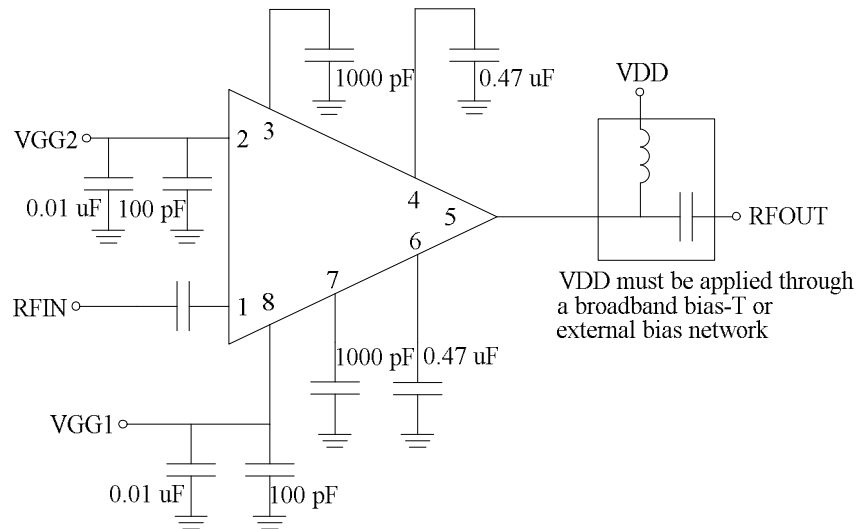 1000 pF
0.47 uF
VDD
3
VGG2
2
0.01 uF
100 pF
4
5
RFOUT
6
VDD must be applied through
a broadband bias-T or
external bias network
7
RFIN
1
8
1000 pF
0.47 uF
VGG1
0.01 uF
100 pF